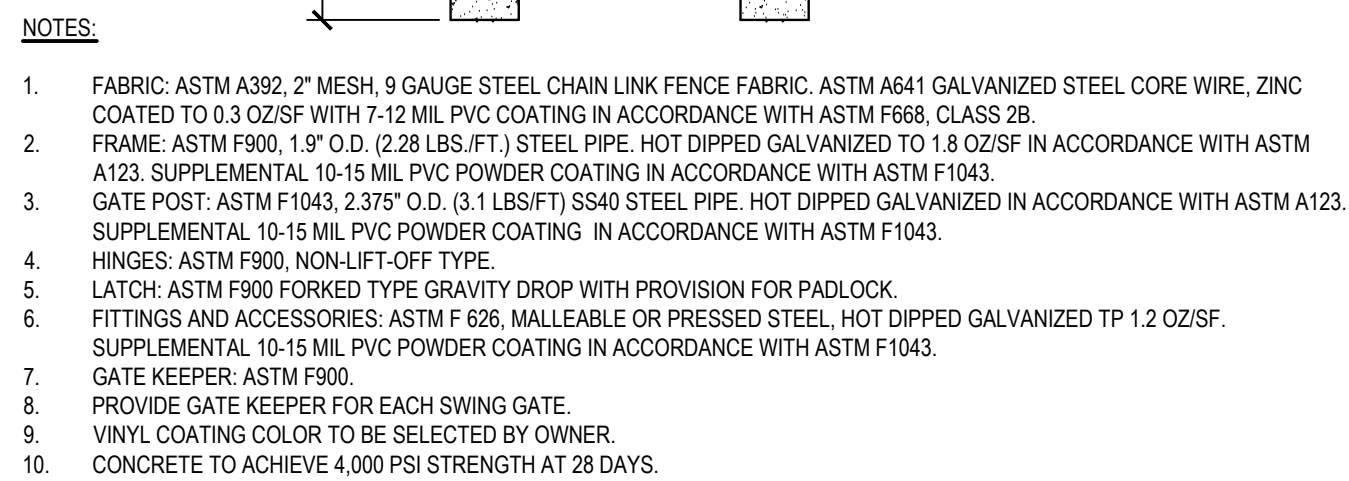 NOTES:
1. FABRIC: ASTM A392, 2" MESH, 9 GAUGE STEEL CHAIN LINK FENCE FABRIC. ASTM A641 GALVANIZED STEEL CORE WIRE, ZINC
COATED TO 0.3 OZ/SF WITH 7-12 MIL PVC COATING IN ACCORDANCE WITH ASTM F668, CLASS 2B.
2. FRAME: ASTM F900, 1.9" O.D. (2.28 LBS./FT.) STEEL PIPE. HOT DIPPED GALVANIZED TO 1.8 OZ/SF IN ACCORDANCE WITH ASTM
A123. SUPPLEMENTAL 10-15 MIL PVC POWDER COATING IN ACCORDANCE WITH ASTM F1043.
3. GATE POST: ASTM F1043, 2.375" O.D. (3.1 LBS/FT) SS40 STEEL PIPE. HOT DIPPED GALVANIZED IN ACCORDANCE WITH ASTM A123.
SUPPLEMENTAL 10-15 MIL PVC POWDER COATING IN ACCORDANCE WITH ASTM F1043.
4. HINGES: ASTM F900, NON-LIFT-OFF TYPE.
5. LATCH: ASTM F900 FORKED TYPE GRAVITY DROP WITH PROVISION FOR PADLOCK.
6. FITTINGS AND ACCESSORIES: ASTM F 626, MALLEABLE OR PRESSED STEEL, HOT DIPPED GALVANIZED TP 1.2 OZ/SF.
SUPPLEMENTAL 10-15 MIL PVC POWDER COATING IN ACCORDANCE WITH ASTM F1043.
7. GATE KEEPER: ASTM F900.
8. PROVIDE GATE KEEPER FOR EACH SWING GATE.
9. VINYL COATING COLOR TO BE SELECTED BY OWNER.
10. CONCRETE TO ACHIEVE 4,000 PSI STRENGTH AT 28 DAYS.